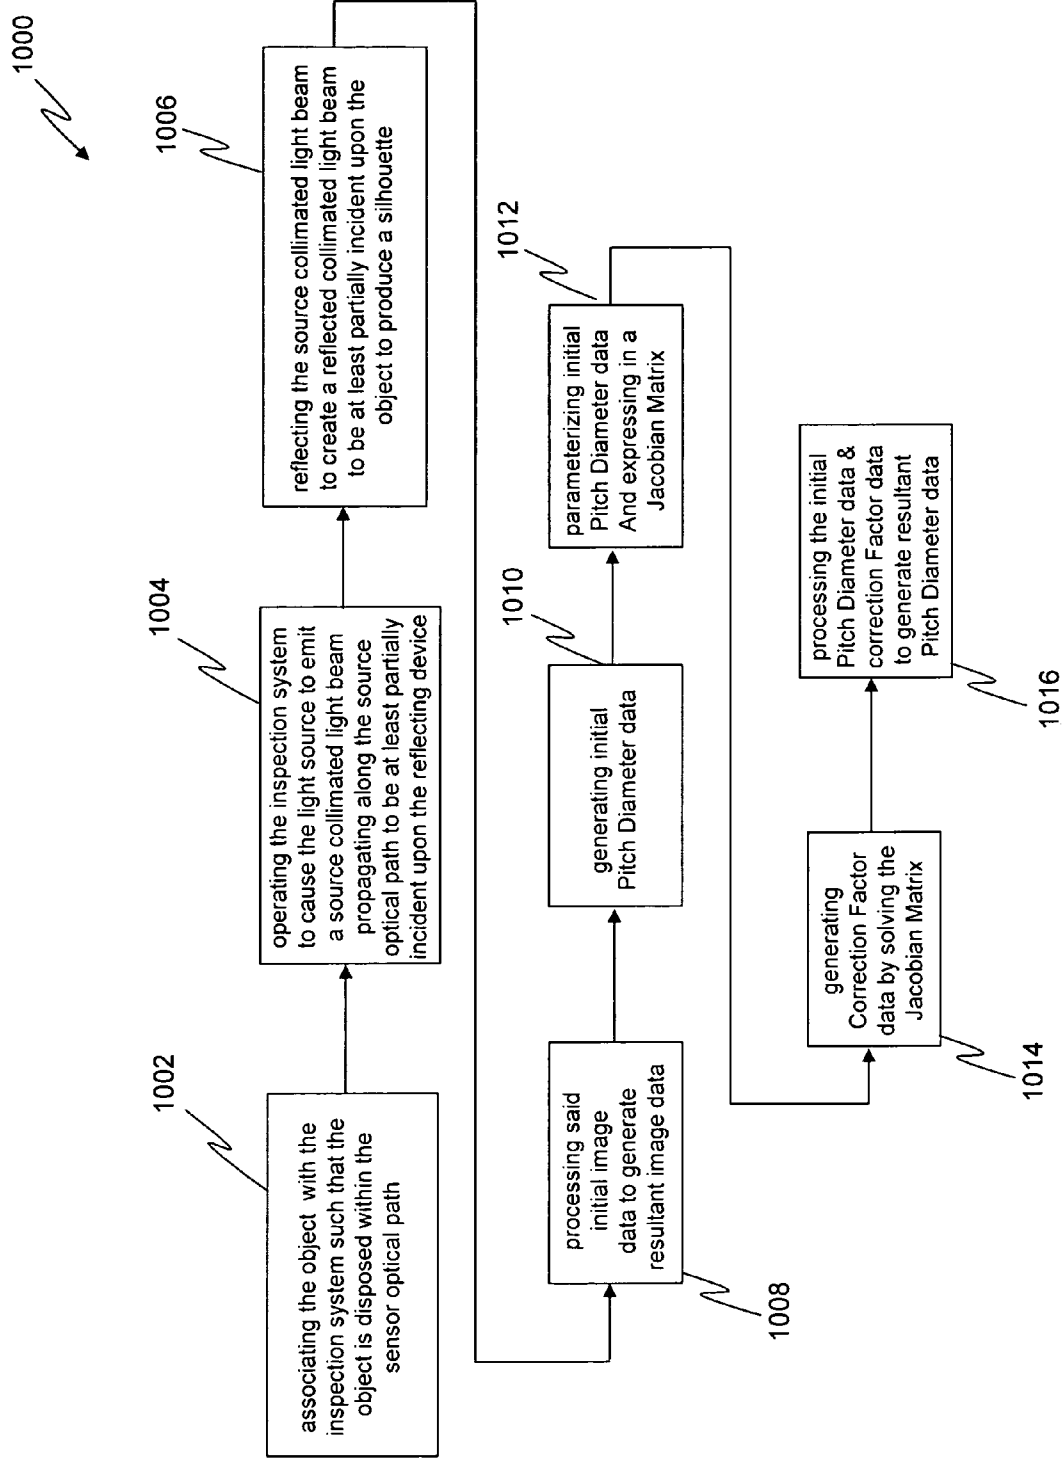 1000
1002
associating the object with the
inspection system such that the
object is disposed within the
sensor optical path
1004
operating the inspection system
to cause the light source to emit
a source collimated light beam
propagating along the source
optical path to be at least partially
incident upon the reflecting device
1006
reflecting the source collimated light beam
to create a reflected collimated light beam
to be at least partially incident upon the
object to produce a silhouette
1008
processing said
initial image
data to generate
resultant image data
1010
generating initial
Pitch Diameter data
1012
parameterizing initial
Pitch Diameter data
And expressing in a
Jacobian Matrix
1014
generating
Correction Factor
data by solving the
Jacobian Matrix
1016
processing the initial
Pitch Diameter data &
correction Factor data
to generate resultant
Pitch Diameter data